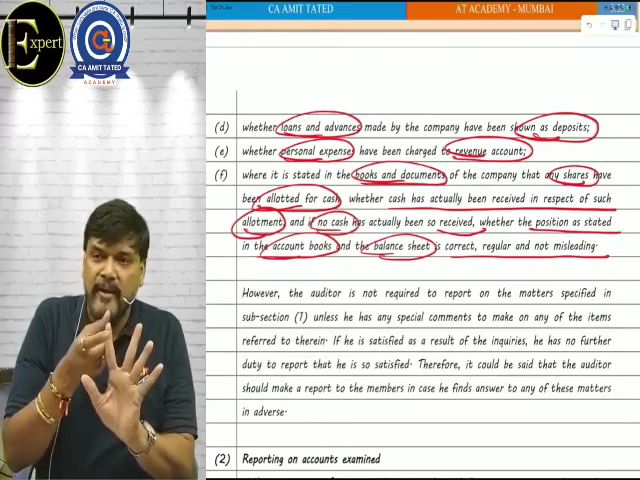 CA AMIT TATED
AT ACADEMY - MUMBAI
Expert
CA AMIT TATED
ACADEMY
(d) whether loans and advances made by the company have been shown as deposits;
(e) whether personal expenses have been charged to revenue account;
(f) where it is stated in the books and documents of the company that any shares have
been allotted for cash, whether cash has actually been received in respect of such
allotment, and if no cash has actually been so received, whether the position as stated
in the account books and the balance sheet is correct, regular and not misleading.
However, the auditor is not required to report on the matters specified in
sub-section (1) unless he has any special comments to make on any of the items
referred to therein. If he is satisfied as a result of the inquiries, he has no further
duty to report that he is so satisfied. Therefore, it could be said that the auditor
should make a report to the members in case he finds answer to any of these matters
in adverse.
(2) Reporting on accounts examined